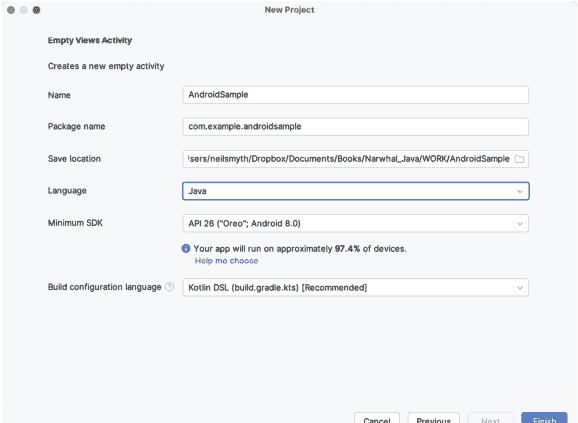 New Project
Empty Views Activity
Creates a new empty activity
Name AndroidSample
Package name com.example.androidsample
Save location sers/neilsmyth/Dropbox/Documents/Books/Narwhal_Java/WORK/AndroidSample
Language Java
Minimum SDK API 26 ("Oreo"; Android 8.0)
Your app will run on approximately 97.4% of devices.
Help me choose
Build configuration language ? Kotlin DSL (build.gradle.kts) [Recommended]
Cancel Previous Next Finish